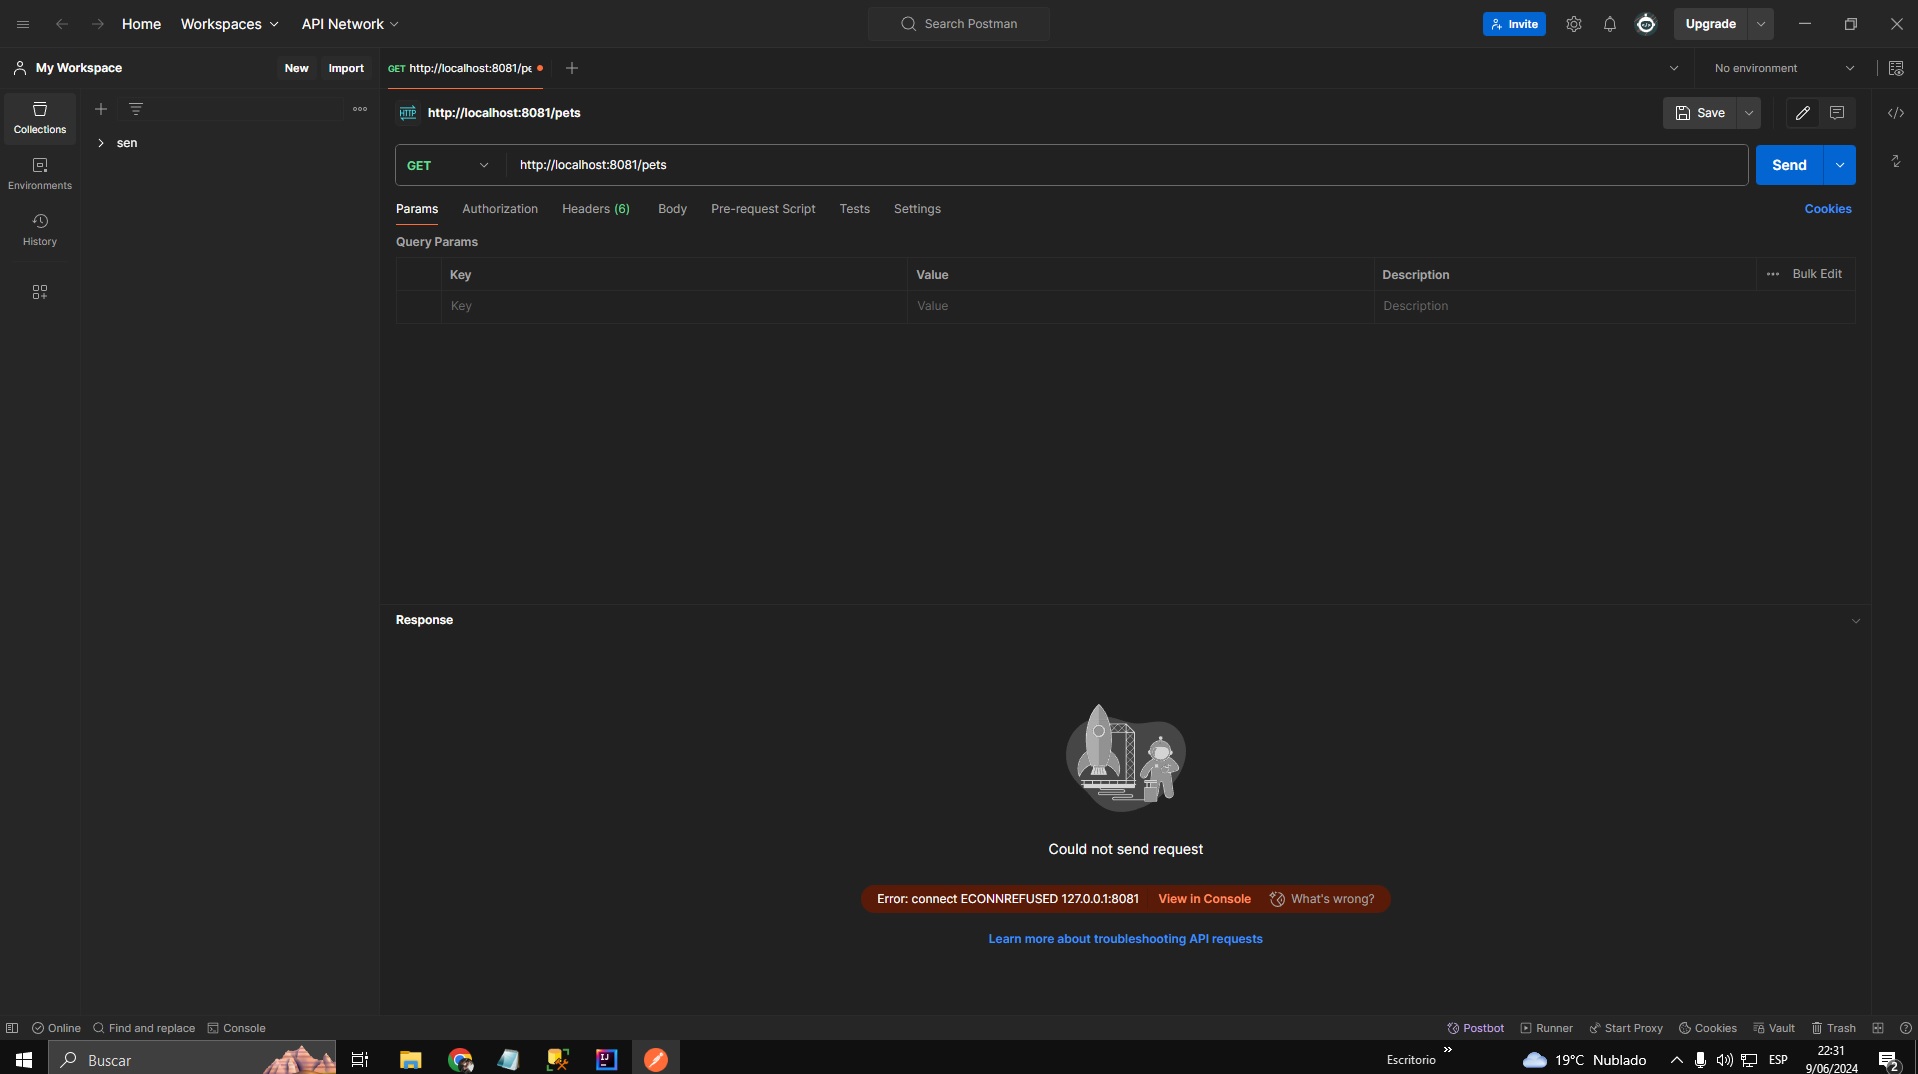 Home
Workspaces
API Network
Search Postman
Invite
Upgrade
My Workspace
New
Import
GET http://localhost:8081/pe
No environment
Collections
sen
HTTP http://localhost:8081/pets
Save
Environments
History
GET
http://localhost:8081/pets
Send
Params
Authorization
Headers (6)
Body
Pre-request Script
Tests
Settings
Cookies
Query Params
Key
Value
Description
Bulk Edit
Key
Value
Description
Response
Could not send request
Error: connect ECONNREFUSED 127.0.0.1:8081
View in Console
What's wrong?
Learn more about troubleshooting API requests
Online
Find and replace
Console
Postbot
Runner
Start Proxy
Cookies
Vault
Trash
Buscar
IJ
Escritorio
19°C Nublado
ESP
22:31
9/06/2024
2